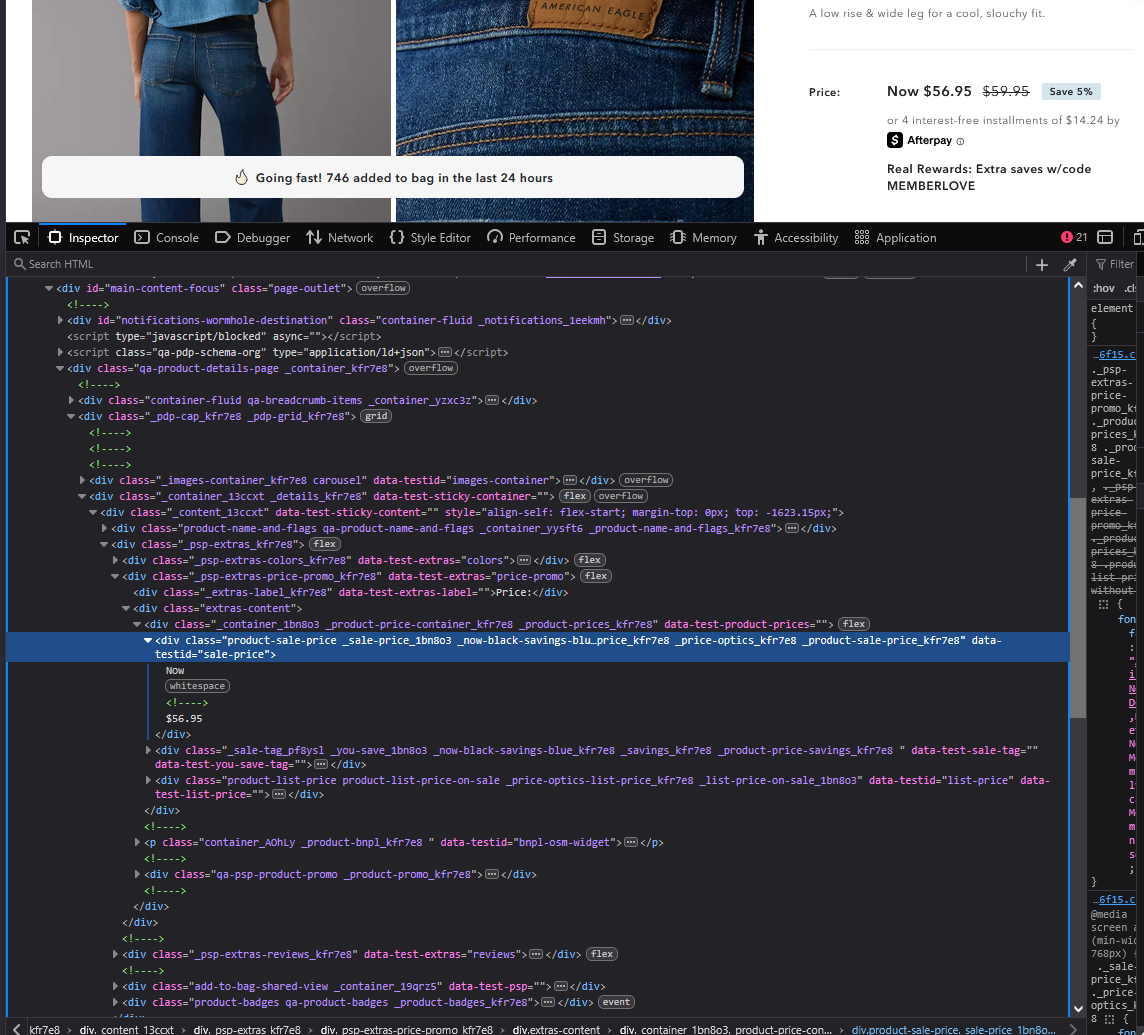 AMERICAN EAGLE
A low rise & wide leg for a cool, slouchy fit.
Price:
Now $56.95 $59.95 Save 5%
or 4 interest-free installments of $14.24 by
Afterpay
Real Rewards: Extra saves w/code
MEMBERLOVE
Going fast! 746 added to bag in the last 24 hours
Inspector Console Debugger Network Style Editor Performance Storage Memory Accessibility Application 21
Search HTML
Filter
<div id="main-content-focus" class="page-outlet"> overflow
<!---->
<div id="notifications-wormhole-destination" class="container-fluid _notifications_1eekmh">…</div>
<script type="javascript/blocked" async=""></script>
<script class="qa-pdp-schema-org" type="application/ld+json">…</script>
<div class="qa-product-details-page _container_kfr7e8"> overflow
<!---->
<div class="container-fluid qa-breadcrumb-items _container_yzxc3z">…</div>
<div class="_pdp-cap_kfr7e8 _pdp-grid_kfr7e8"> grid
<!---->
<!---->
<!---->
<div class="_images-container_kfr7e8 carousel" data-testid="images-container">…</div> overflow
<div class="_container_13ccxt _details_kfr7e8" data-test-sticky-container=""> flex overflow
<div class="_content_13ccxt" data-test-sticky-content="" style="align-self: flex-start; margin-top: 0px; top: -1623.15px;">
<div class="product-name-and-flags qa-product-name-and-flags _container_yysft6 _product-name-and-flags_kfr7e8">…</div>
<div class="_psp-extras_kfr7e8"> flex
<div class="_psp-extras-colors_kfr7e8" data-test-extras="colors">…</div> flex
<div class="_psp-extras-price-promo_kfr7e8" data-test-extras="price-promo"> flex
<div class="_extras-label_kfr7e8" data-test-extras-label="">Price:</div>
<div class="extras-content">
<div class="_container_1bn8o3 _product-price-container_kfr7e8 _product-prices_kfr7e8" data-test-product-prices=""> flex
<div class="product-sale-price _sale-price_1bn8o3 _now-black-savings-blu…price_kfr7e8 _price-optics_kfr7e8 _product-sale-price_kfr7e8" data-
testid="sale-price">
Now
whitespace
<!---->
$56.95
</div>
<div class="_sale-tag_pf8ysl _you-save_1bn8o3 _now-black-savings-blue_kfr7e8 _savings_kfr7e8 _product-price-savings_kfr7e8 " data-test-sale-tag=""
data-test-you-save-tag="">…</div>
<div class="product-list-price product-list-price-on-sale _price-optics-list-price_kfr7e8 _list-price-on-sale_1bn8o3" data-testid="list-price" data-
test-list-price="">…</div>
</div>
<!---->
<p class="container_AOhLy _product-bnpl_kfr7e8 " data-testid="bnpl-osm-widget">…</p>
<!---->
<div class="qa-psp-product-promo _product-promo_kfr7e8">…</div>
<!---->
</div>
</div>
<!---->
<div class="_psp-extras-reviews_kfr7e8" data-test-extras="reviews">…</div> flex
<!---->
<div class="add-to-bag-shared-view _container_19qrz5" data-test-psp="">…</div>
<div class="product-badges qa-product-badges _product-badges_kfr7e8">…</div> event
kfr7e8 › div._content_13ccxt › div._psp-extras_kfr7e8 › div._psp-extras-price-promo_kfr7e8 › div.extras-content › div._container_1bn8o3._product-price-con… › div.product-sale-price._sale-price_1bn8o…
:hov .cls
element
{
}
…6f15.c
._psp-
extras-
price-
promo_kf
._produc
prices_k
8 ._proc
sale-
price_kf
, ._psp-
extras-
price-
promo_kf
._produc
prices_k
8 .produ
list-pri
without-
{
fon
}
…6f15.c
@media
screen a
(min-wid
768px) {
._sale-
price_kf
._price-
optics_k
8 {
fon